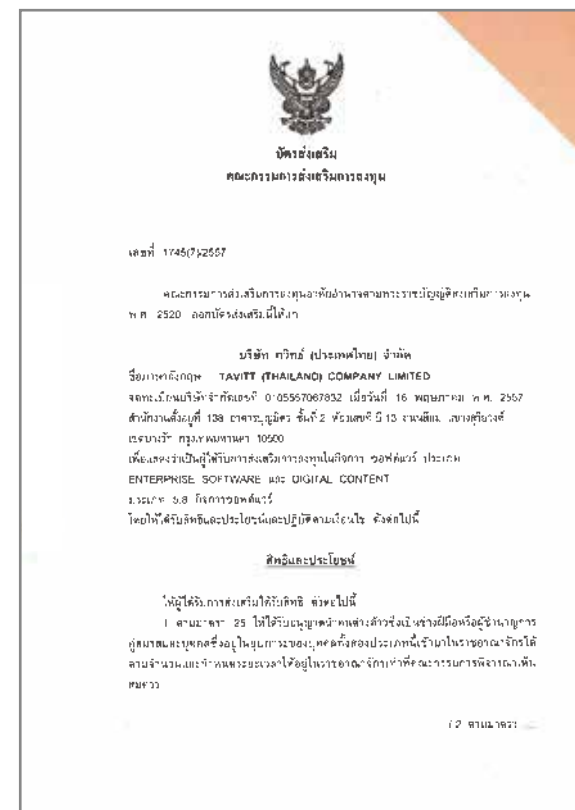 บัตรส่งเสริม
คณะกรรมการส่งเสริมการลงทุน
เลขที่ 1745(7)/2557
คณะกรรมการส่งเสริมการลงทุนอาศัยอำนาจตามพระราชบัญญัติส่งเสริมการลงทุน
พ.ศ. 2520 ออกบัตรส่งเสริมนี้ให้แก่
บริษัท ทวิทย์ (ประเทศไทย) จำกัด
ชื่อภาษาอังกฤษ TAVITT (THAILAND) COMPANY LIMITED
จดทะเบียนบริษัทจำกัดเลขที่ 0105557067832 เมื่อวันที่ 16 พฤษภาคม พ.ศ. 2557
สำนักงานตั้งอยู่ที่ 138 อาคารบุญมิตร ชั้นที่ 2 ห้องเลขที่ บี 13 ถนนสีลม แขวงสุริยวงศ์
เขตบางรัก กรุงเทพมหานคร 10500
เพื่อแสดงว่าเป็นผู้ได้รับการส่งเสริมการลงทุนในกิจการ ซอฟต์แวร์ ประเภท
ENTERPRISE SOFTWARE และ DIGITAL CONTENT
ประเภท 5.8 กิจการซอฟต์แวร์
โดยให้ได้รับสิทธิและประโยชน์และปฏิบัติตามเงื่อนไข ดังต่อไปนี้
สิทธิและประโยชน์
ให้ผู้ได้รับการส่งเสริมได้รับสิทธิ ดังต่อไปนี้
1 ตามมาตรา 25 ให้ได้รับอนุญาตนำคนต่างด้าวซึ่งเป็นช่างฝีมือหรือผู้ชำนาญการ
คู่สมรสและบุคคลซึ่งอยู่ในอุปการะของบุคคลทั้งสองประเภทนี้เข้ามาในราชอาณาจักรได้
ตามจำนวนและกำหนดระยะเวลาให้อยู่ในราชอาณาจักรเท่าที่คณะกรรมการพิจารณาเห็น
สมควร
/ 2 ตามมาตรา